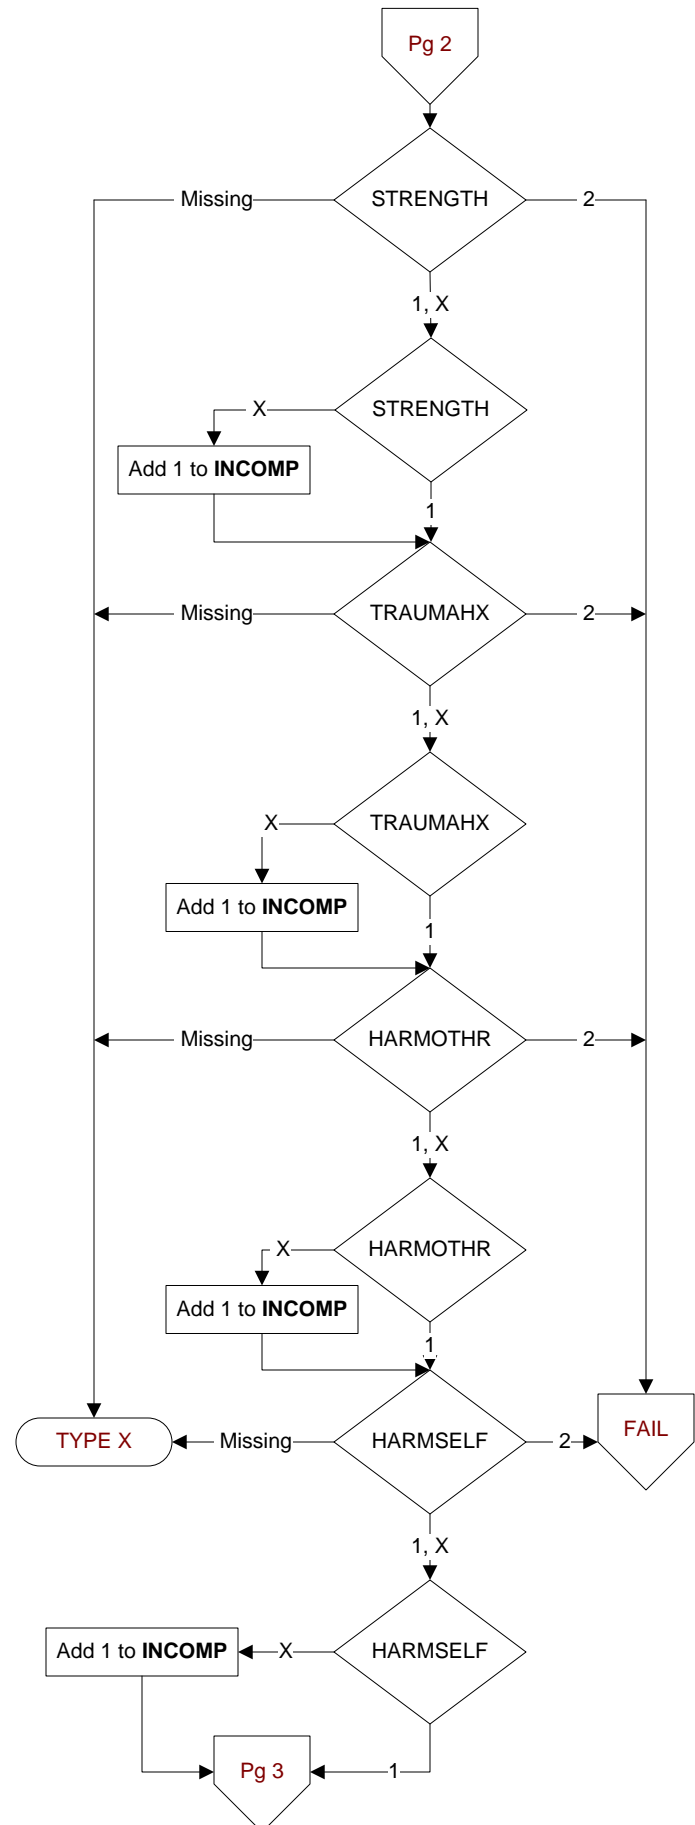 Pg 2
Missing
STRENGTH
2
1, X
X
STRENGTH
Add 1 to INCOMP
1
Missing
TRAUMAHX
2
1, X
X
TRAUMAHX
Add 1 to INCOMP
1
Missing
HARMOTHR
2
1, X
X
HARMOTHR
Add 1 to INCOMP
1
TYPE X
Missing
HARMSELF
2
FAIL
1, X
Add 1 to INCOMP
X
HARMSELF
Pg 3
1